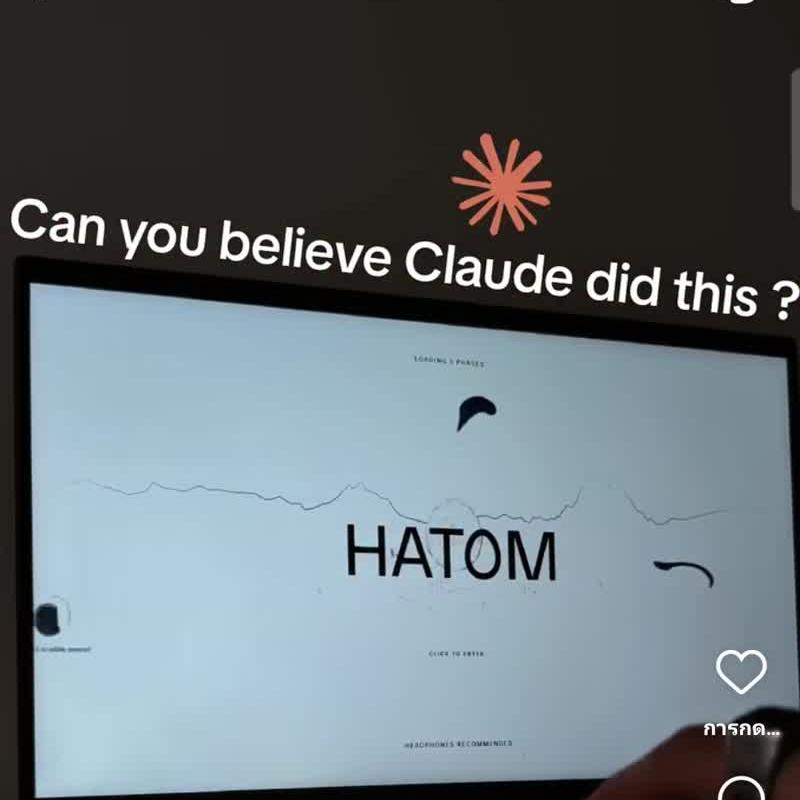 Can you believe Claude did this ?
LOADING 5 PHASES
HATOM
CLICK TO ENTER
HEADPHONES RECOMMENDED
การกด...